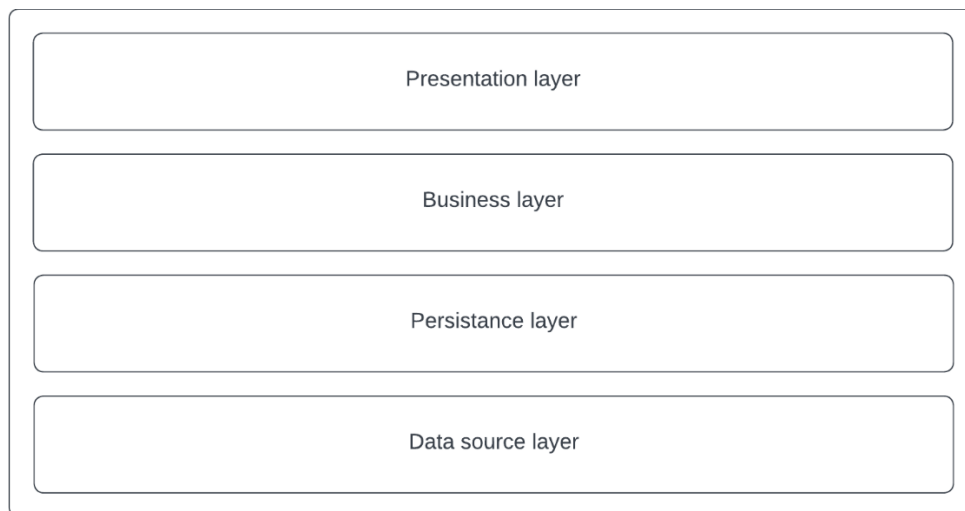 Presentation layer
Business layer
Persistance layer
Data source layer